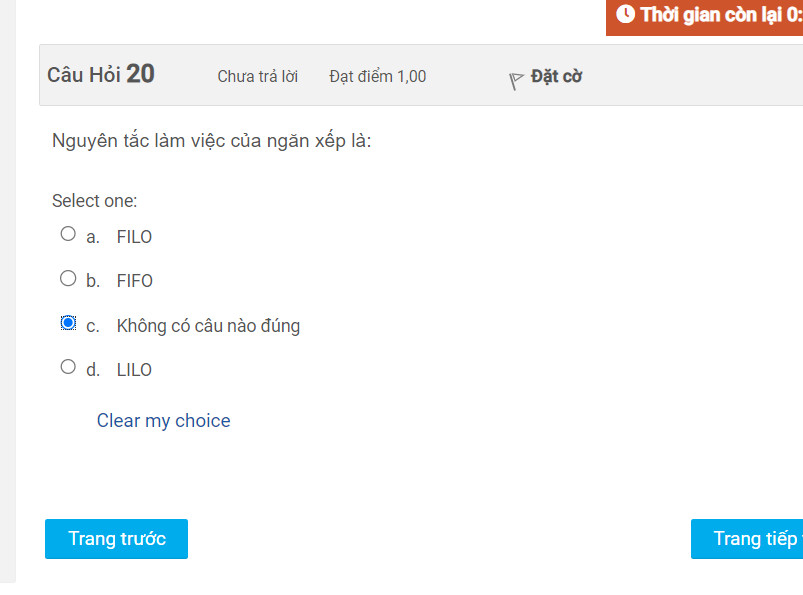 Thời gian còn lại 0:
Câu Hỏi 20 Chưa trả lời Đạt điểm 1,00 Đặt cờ
Nguyên tắc làm việc của ngăn xếp là:
Select one:
a. FILO
b. FIFO
c. Không có câu nào đúng
d. LILO
Clear my choice
Trang trước Trang tiếp